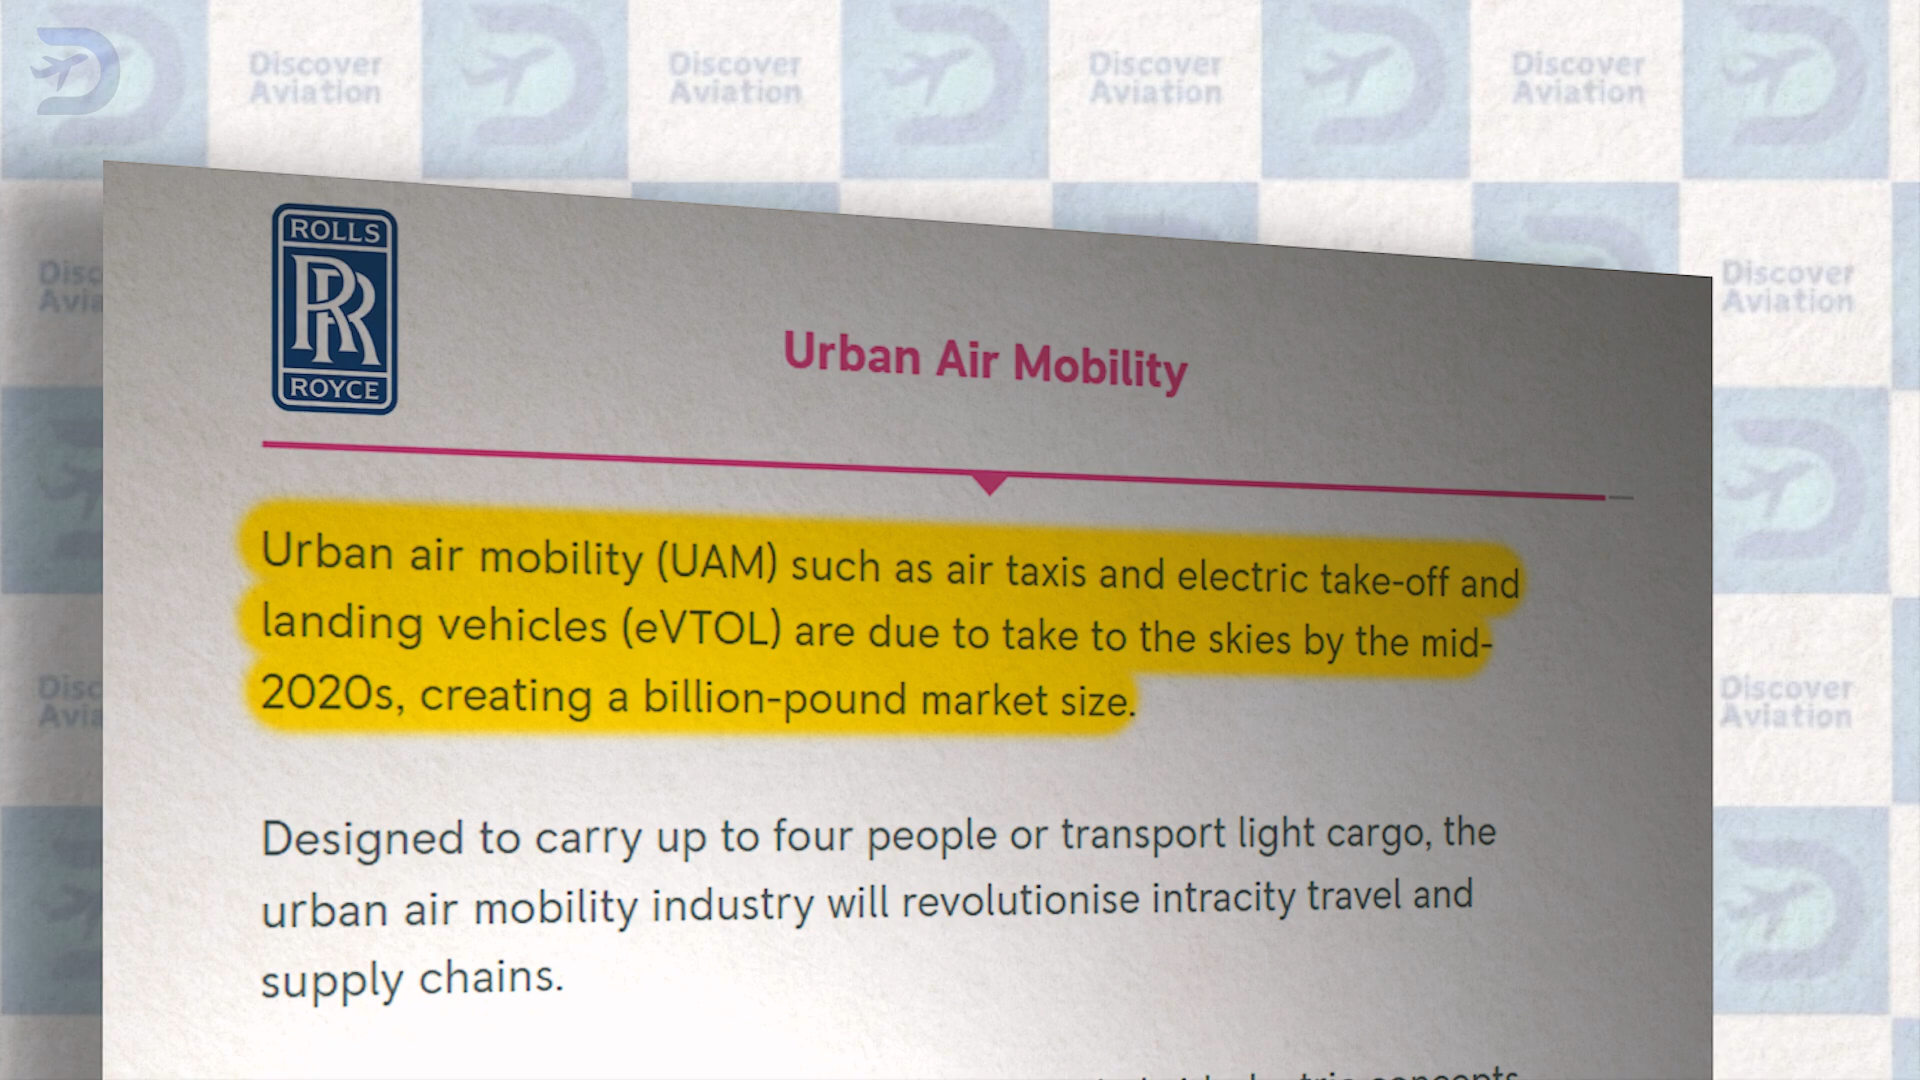 Discover
Aviation
Discover
Aviation
Discover
Aviation
Discover
Aviation
ROLLS
RR
ROYCE
Discover
Aviation
Urban Air Mobility
Urban air mobility (UAM) such as air taxis and electric take-off and
landing vehicles (eVTOL) are due to take to the skies by the mid-
2020s, creating a billion-pound market size.
Discover
Aviation
Designed to carry up to four people or transport light cargo, the
urban air mobility industry will revolutionise intracity travel and
supply chains.
concepts